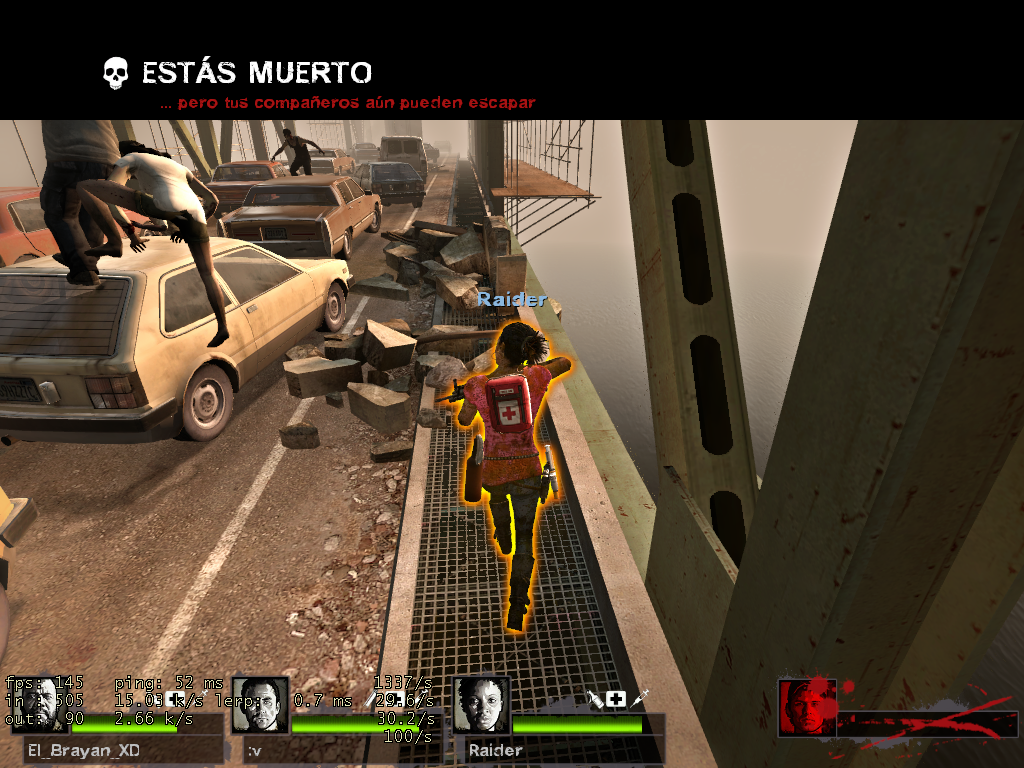 ESTÁS MUERTO
... pero tus compañeros aún pueden escapar
Raider
fps: 145 ping: 52 ms 1337/s
in : 505 15.03 k/s lerp: 0.7 ms 29.6/s
out: 90 2.66 k/s 30.2/s
100/s
El_Brayan_XD
:v
Raider